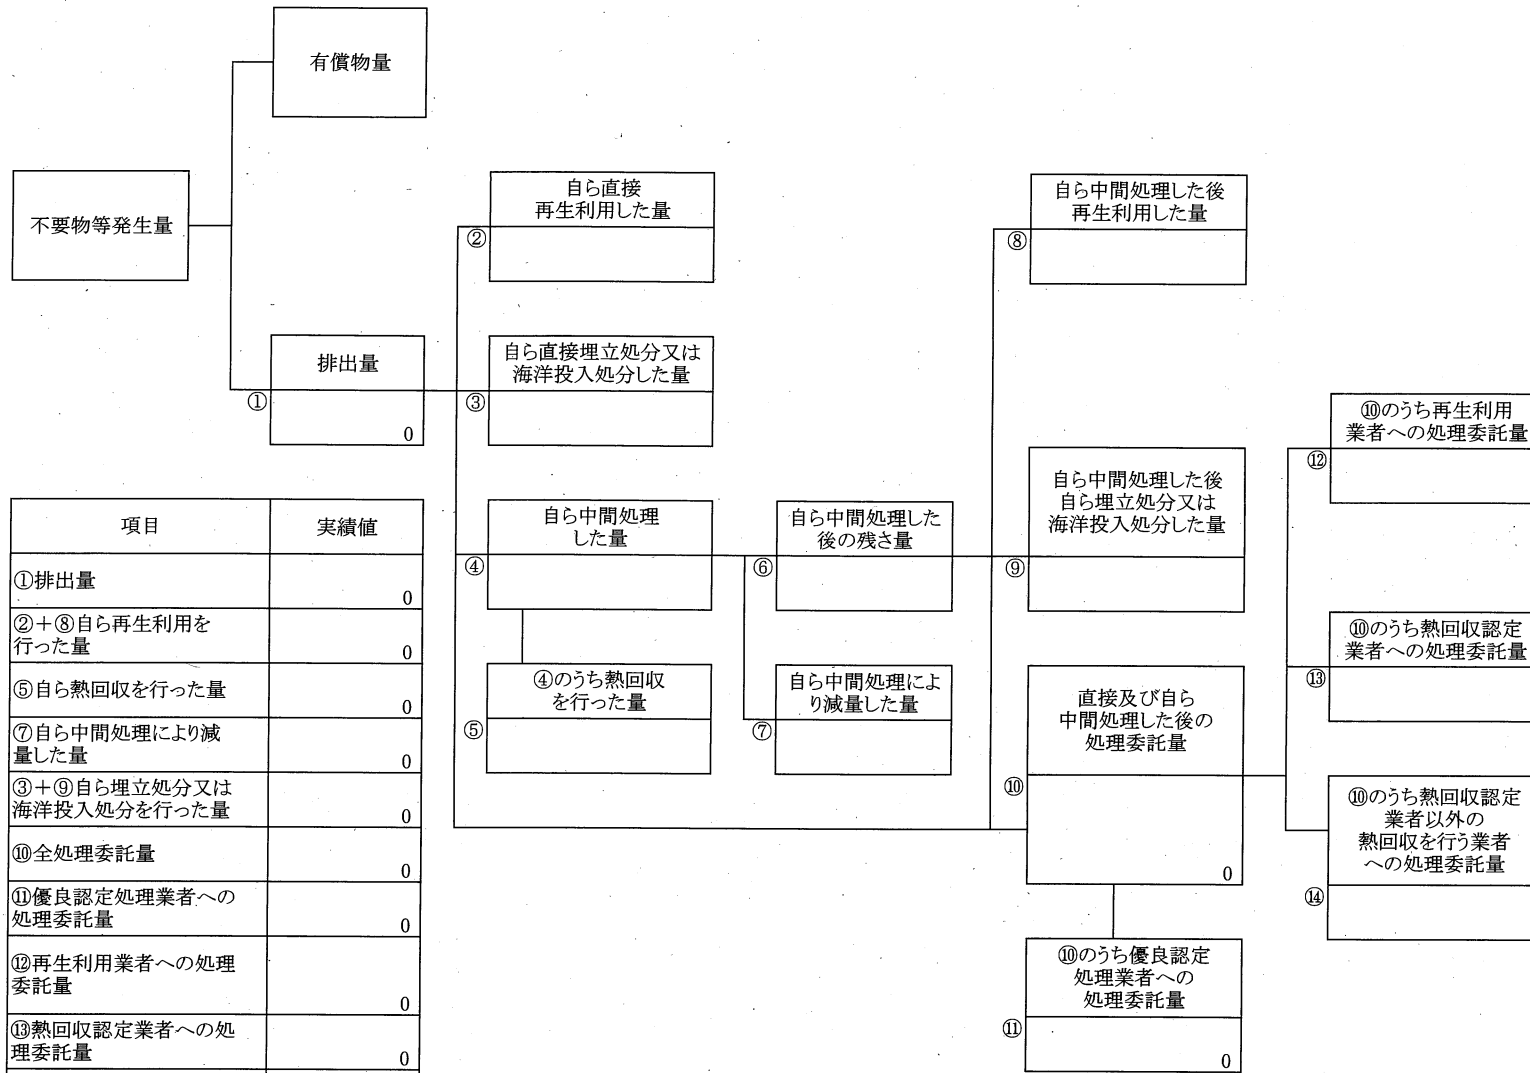 有償物量
不要物等発生量
自ら直接
再生利用した量
②
自ら中間処理した後
再生利用した量
⑧
排出量
①
0
自ら直接埋立処分又は
海洋投入処分した量
③
⑩のうち再生利用
業者への処理委託量
⑫
自ら中間処理
した量
④
自ら中間処理した
後の残さ量
⑥
自ら中間処理した後
自ら埋立処分又は
海洋投入処分した量
⑨
④のうち熱回収
を行った量
⑤
自ら中間処理によ
り減量した量
⑦
直接及び自ら
中間処理した後の
処理委託量
⑩
0
⑩のうち熱回収認定
業者への処理委託量
⑬
⑩のうち熱回収認定
業者以外の
熱回収を行う業者
への処理委託量
⑭
⑩のうち優良認定
処理業者への
処理委託量
⑪
0
項目 実績値
①排出量
0
②+⑧自ら再生利用を
行った量
0
⑤自ら熱回収を行った量
0
⑦自ら中間処理により減
量した量
0
③+⑨自ら埋立処分又は
海洋投入処分を行った量
0
⑩全処理委託量
0
⑪優良認定処理業者への
処理委託量
0
⑫再生利用業者への処理
委託量
0
⑬熱回収認定業者への処
理委託量
0